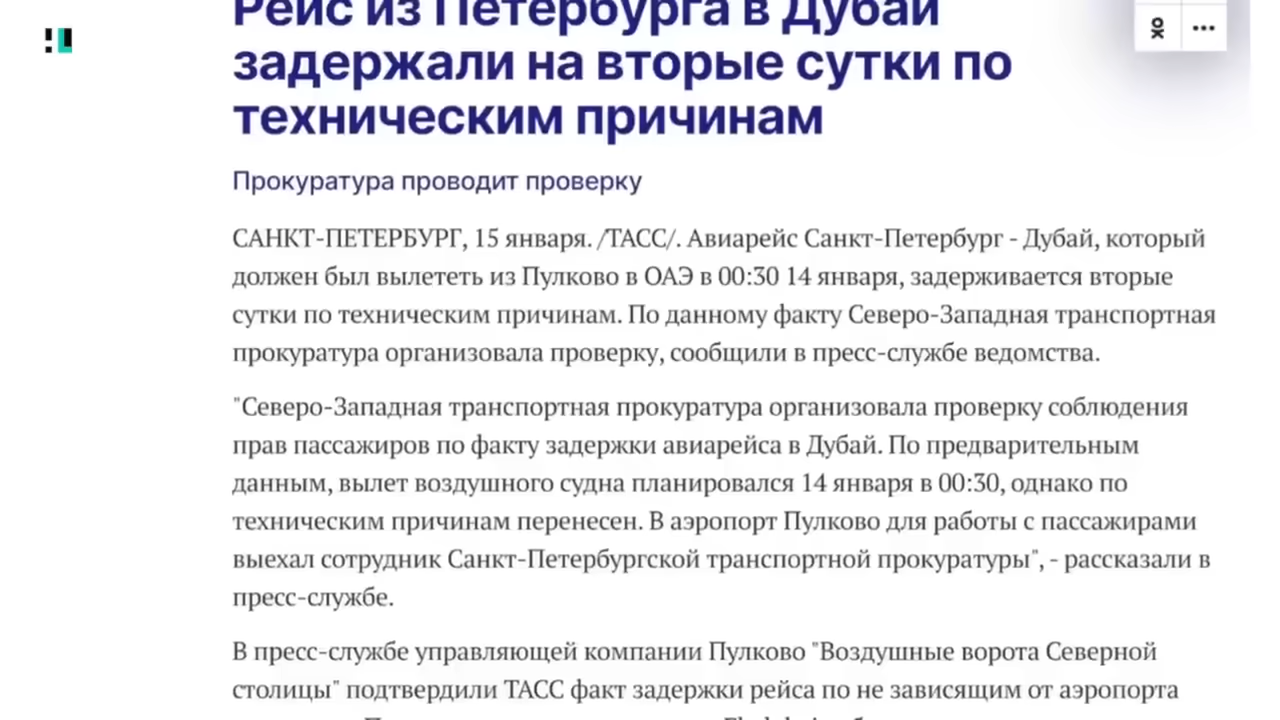 Рейс из Петербурга в Дубай
задержали на вторые сутки по
техническим причинам
Прокуратура проводит проверку
САНКТ-ПЕТЕРБУРГ, 15 января. /ТАСС/. Авиарейс Санкт-Петербург - Дубай, который
должен был вылететь из Пулково в ОАЭ в 00:30 14 января, задерживается вторые
сутки по техническим причинам. По данному факту Северо-Западная транспортная
прокуратура организовала проверку, сообщили в пресс-службе ведомства.
"Северо-Западная транспортная прокуратура организовала проверку соблюдения
прав пассажиров по факту задержки авиарейса в Дубай. По предварительным
данным, вылет воздушного судна планировался 14 января в 00:30, однако по
техническим причинам перенесен. В аэропорт Пулково для работы с пассажирами
выехал сотрудник Санкт-Петербургской транспортной прокуратуры", - рассказали в
пресс-службе.
В пресс-службе управляющей компании Пулково "Воздушные ворота Северной
столицы" подтвердили ТАСС факт задержки рейса по не зависящим от аэропорта